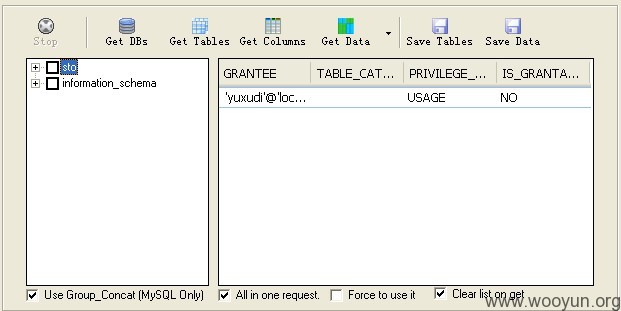 Stop Get DBs Get Tables Get Columns Get Data Save Tables Save Data
sto
information_schema
GRANTEE TABLE_CAT... PRIVILEGE_... IS_GRANTA...
'yuxudi'@'loc... USAGE NO
Use Group_Concat (MySQL Only) All in one request. Force to use it Clear list on get
www.wooyun.org